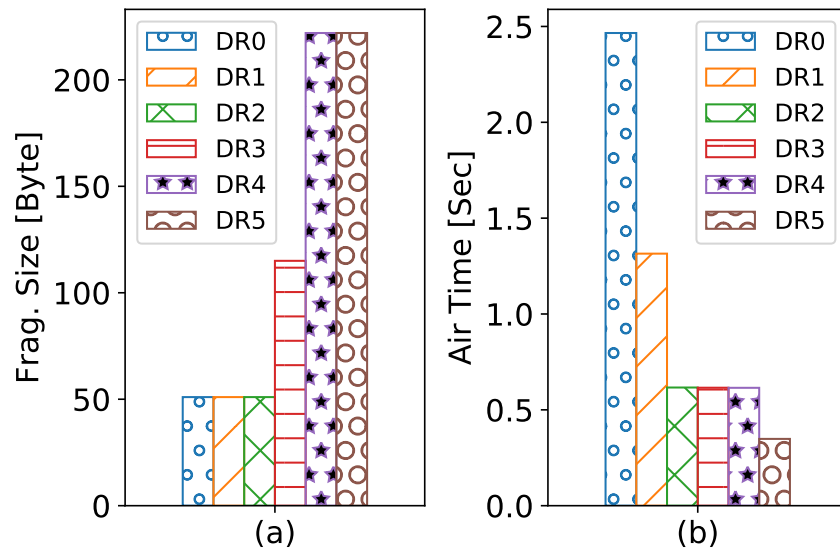 Frag. Size [Byte]
200
150
100
50
0
DR0
DR1
DR2
DR3
DR4
DR5
(a)
Air Time [Sec]
2.5
2.0
1.5
1.0
0.5
0.0
DR0
DR1
DR2
DR3
DR4
DR5
(b)